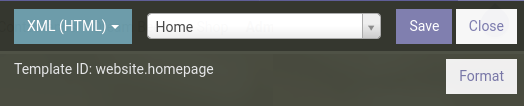 XML (HTML) Home Save Close
Template ID: website.homepage
Format